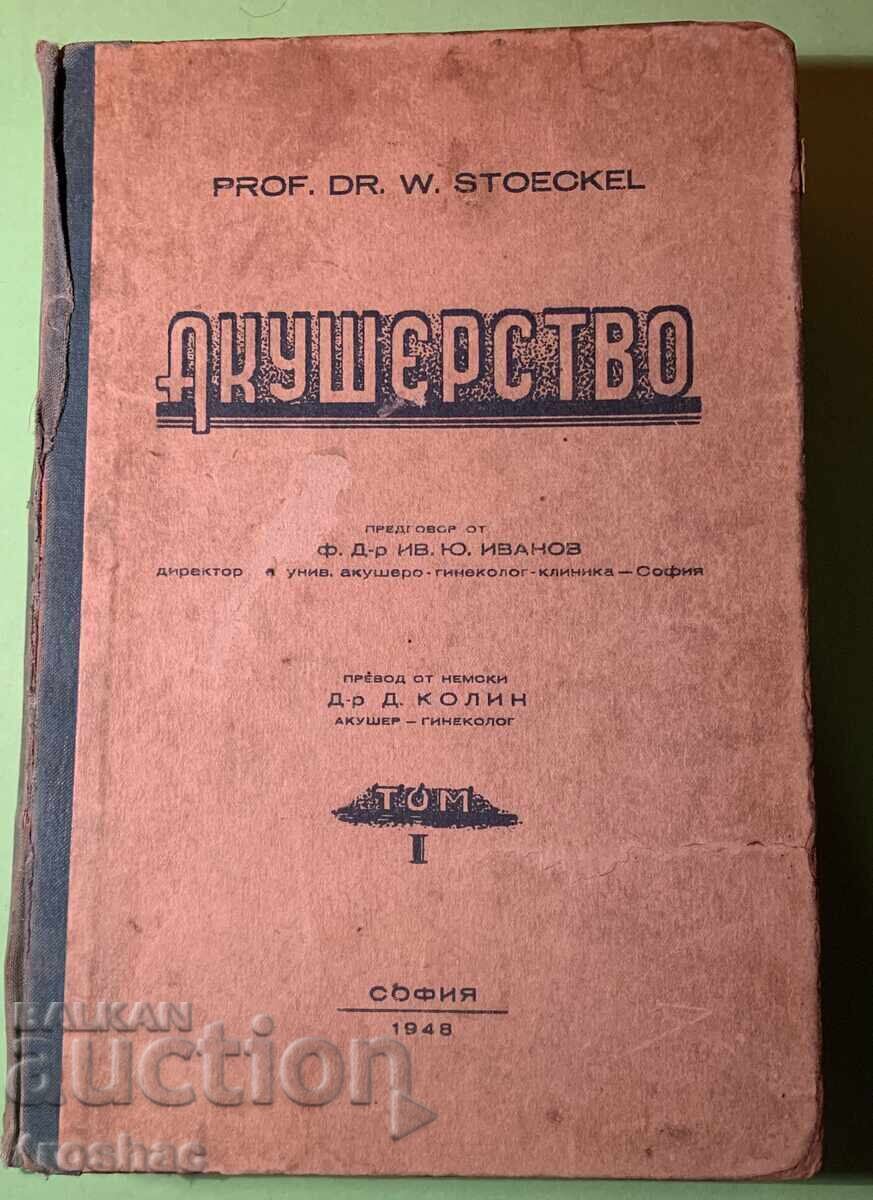 PROF. DR. W. STOECKEL
АКУШЕРСТВО
ПРЕДГОВОР ОТ
Ф. Д-р ИВ. Ю. ИВАНОВ
директор а унив. акушеро-гинеколог-клиника — София
ПРЕВОД ОТ НЕМСКИ
Д-р Д. КОЛИН
АКУШЕР — ГИНЕКОЛОГ
ТОМ
I
СОФИЯ
1948
BALKAN
auction
kroshac